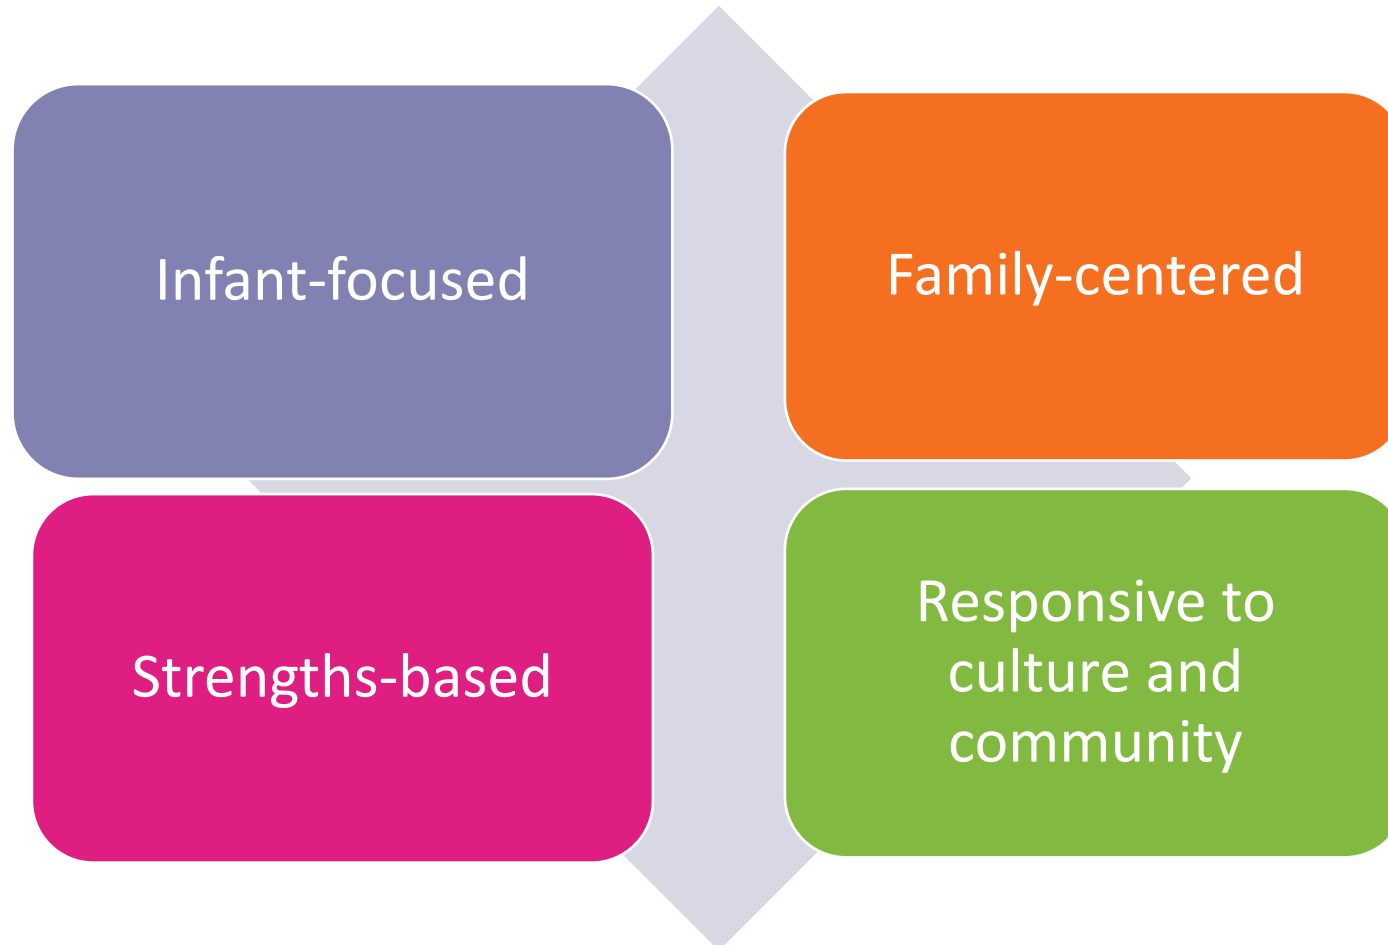 Infant-focused
Family-centered
Strengths-based
Responsive to
culture and
community